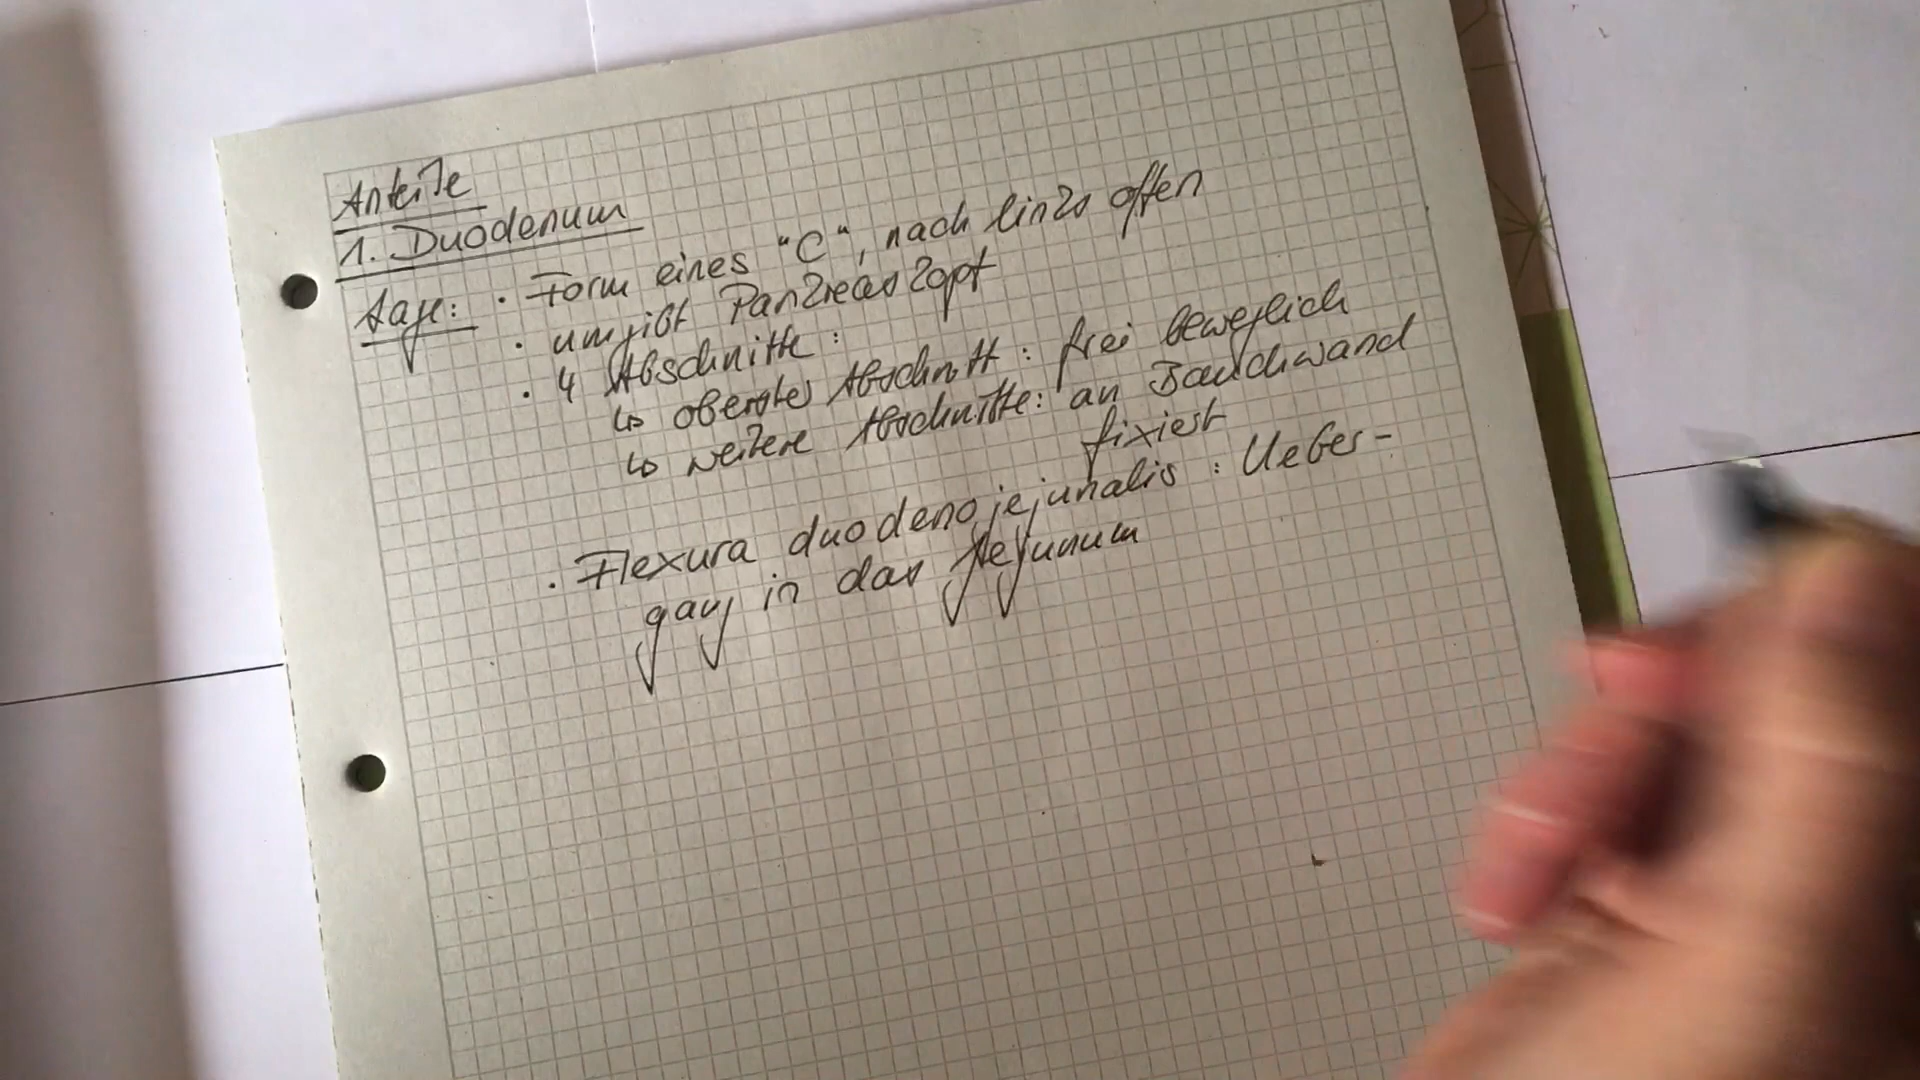 Anteile
1. Duodenum
Lage: · Form eines "C", nach links offen
· umgibt Pankreaskopf
· 4 Abschnitte:
↳ oberstes Abschnitt: frei beweglich
↳ weitere Abschnitte: an Bauchwand
fixiert
· Flexura duodenojejunalis: Ueber-
gang in das Jejunum